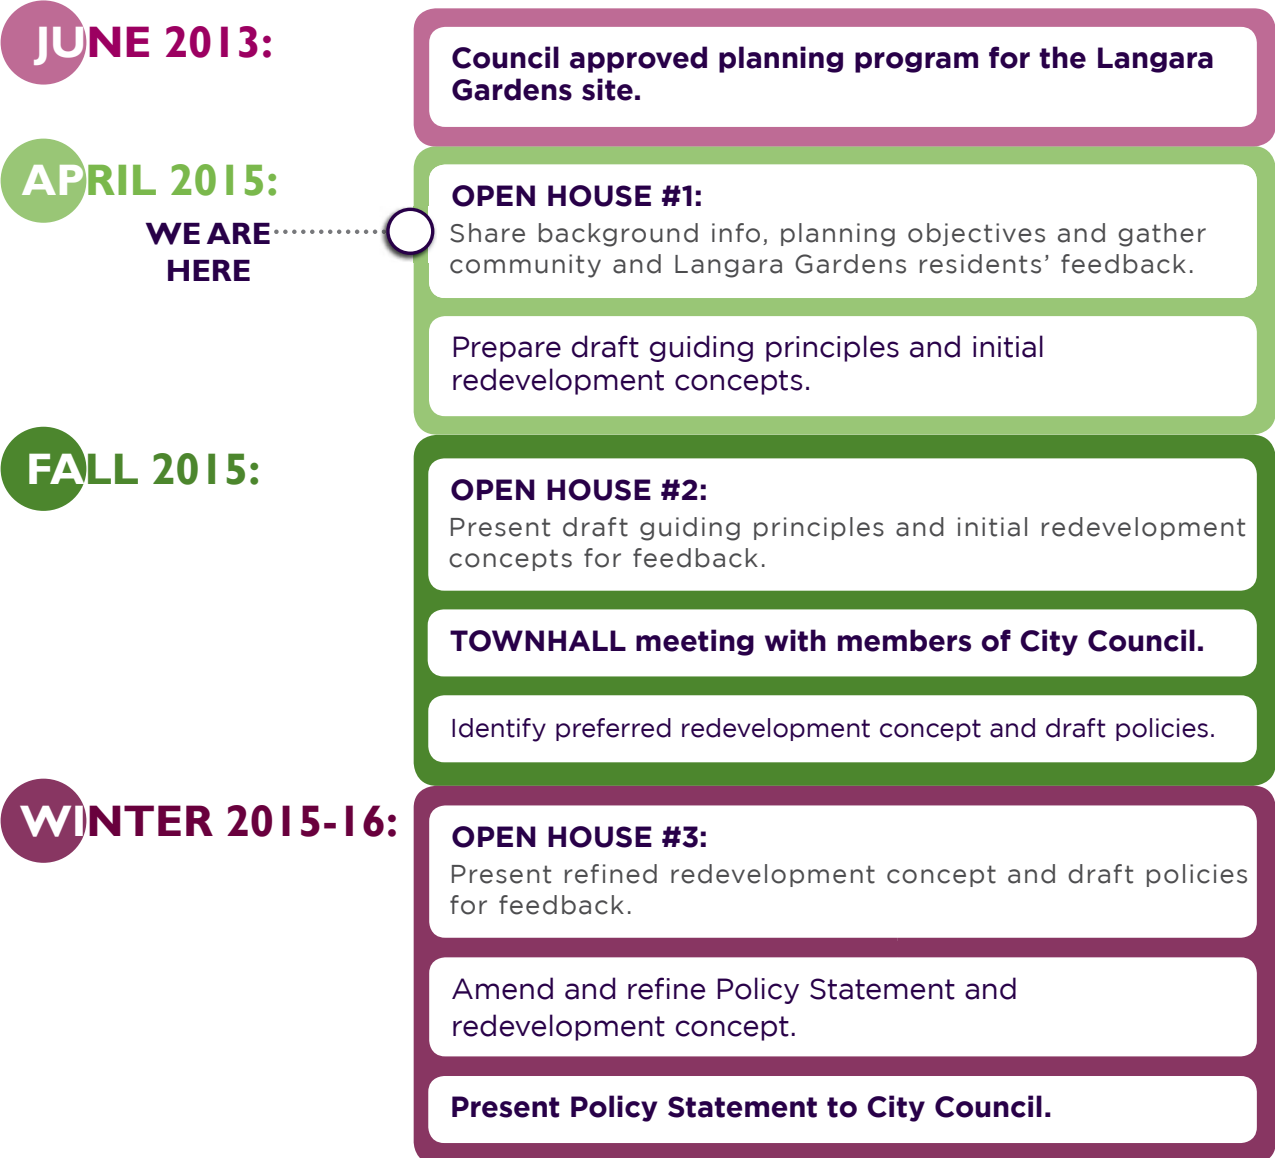 JUNE 2013:
Council approved planning program for the Langara
Gardens site.
APRIL 2015:
WE ARE
HERE
OPEN HOUSE #1:
Share background info, planning objectives and gather
community and Langara Gardens residents’ feedback.
Prepare draft guiding principles and initial
redevelopment concepts.
FALL 2015:
OPEN HOUSE #2:
Present draft guiding principles and initial redevelopment
concepts for feedback.
TOWNHALL meeting with members of City Council.
Identify preferred redevelopment concept and draft policies.
WINTER 2015-16:
OPEN HOUSE #3:
Present refined redevelopment concept and draft policies
for feedback.
Amend and refine Policy Statement and
redevelopment concept.
Present Policy Statement to City Council.